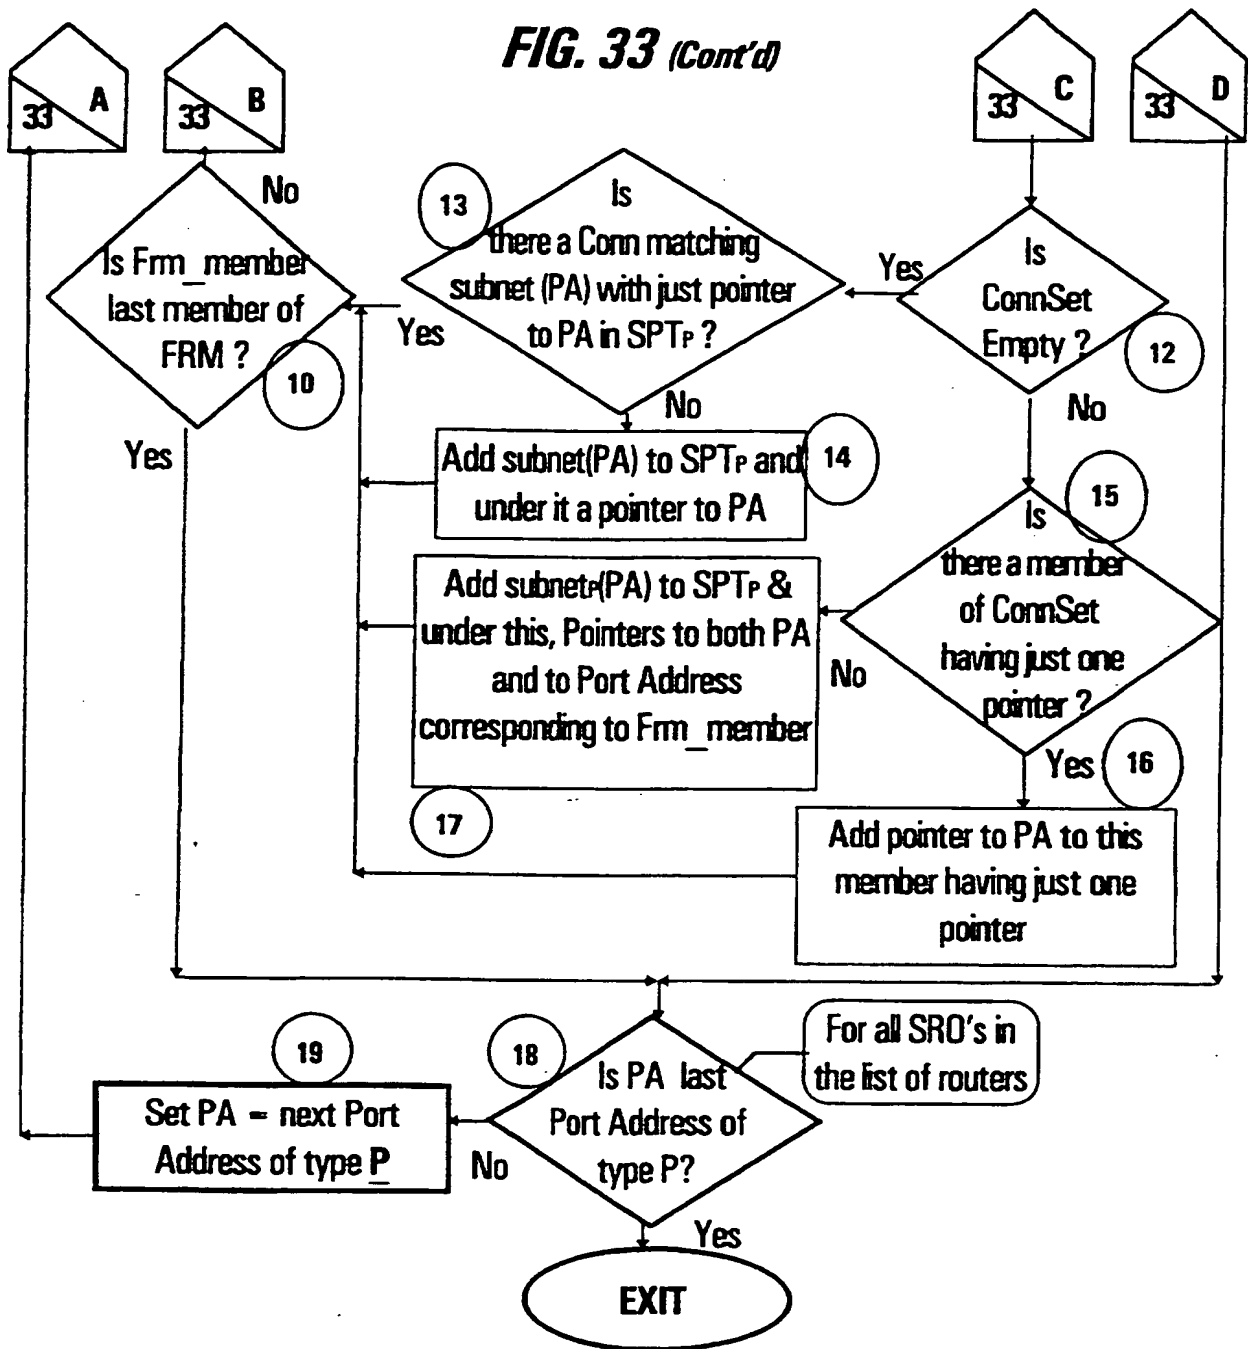 FIG. 33 (Cont'd)
33 A
33 B
33 C
33 D
No
Is Frm_member
last member of
FRM ?
10
Yes
13
Is
there a Conn matching
subnet (PA) with just pointer
to PA in SPTP ?
Yes
No
Yes
Is
ConnSet
Empty ?
12
No
Add subnet(PA) to SPTP and
under it a pointer to PA
14
15
Is
there a member
of ConnSet
having just one
pointer ?
No
Yes
16
Add subnetP(PA) to SPTP &
under this, Pointers to both PA
and to Port Address
corresponding to Frm_member
17
Add pointer to PA to this
member having just one
pointer
For all SRO's in
the list of routers
18
Is PA last
Port Address of
type P?
No
Yes
19
Set PA = next Port
Address of type P
EXIT